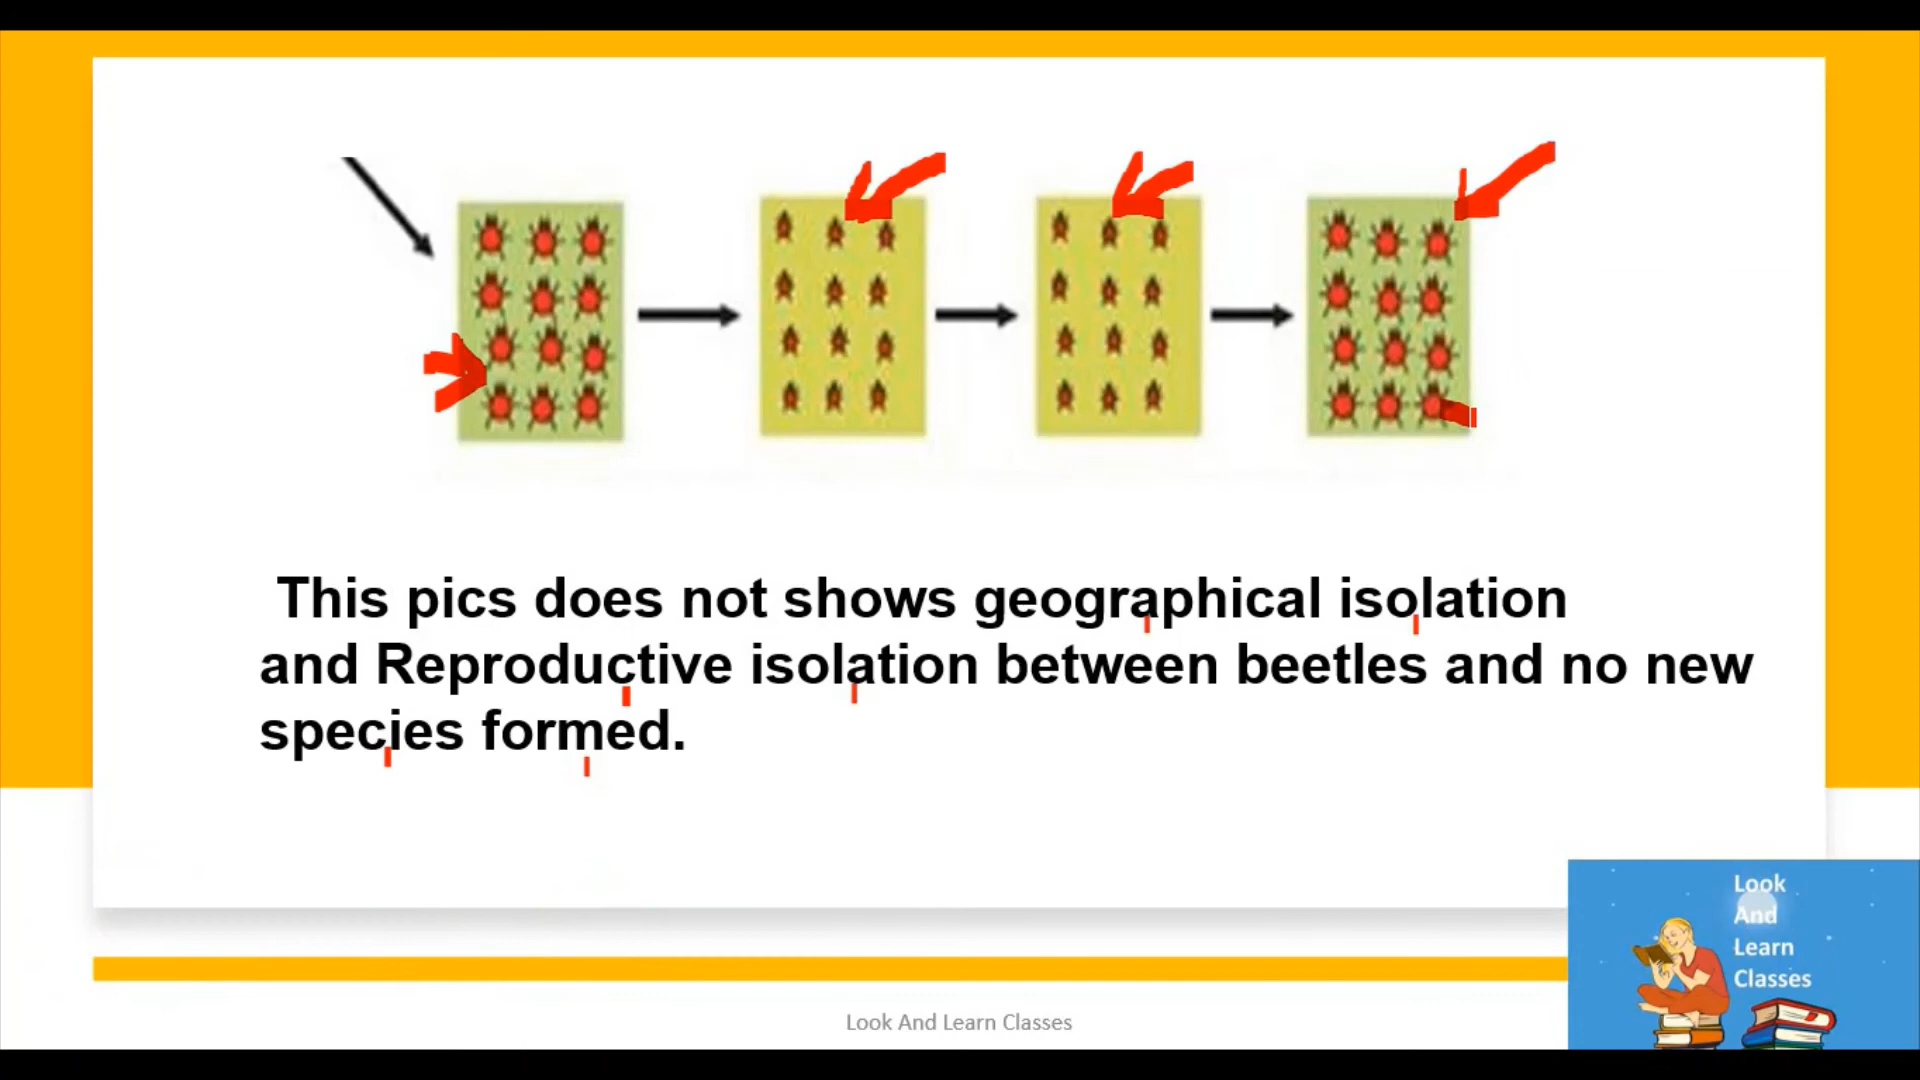 This pics does not shows geographical isolation
and Reproductive isolation between beetles and no new
species formed.
Look
And
Learn
Classes
Look And Learn Classes